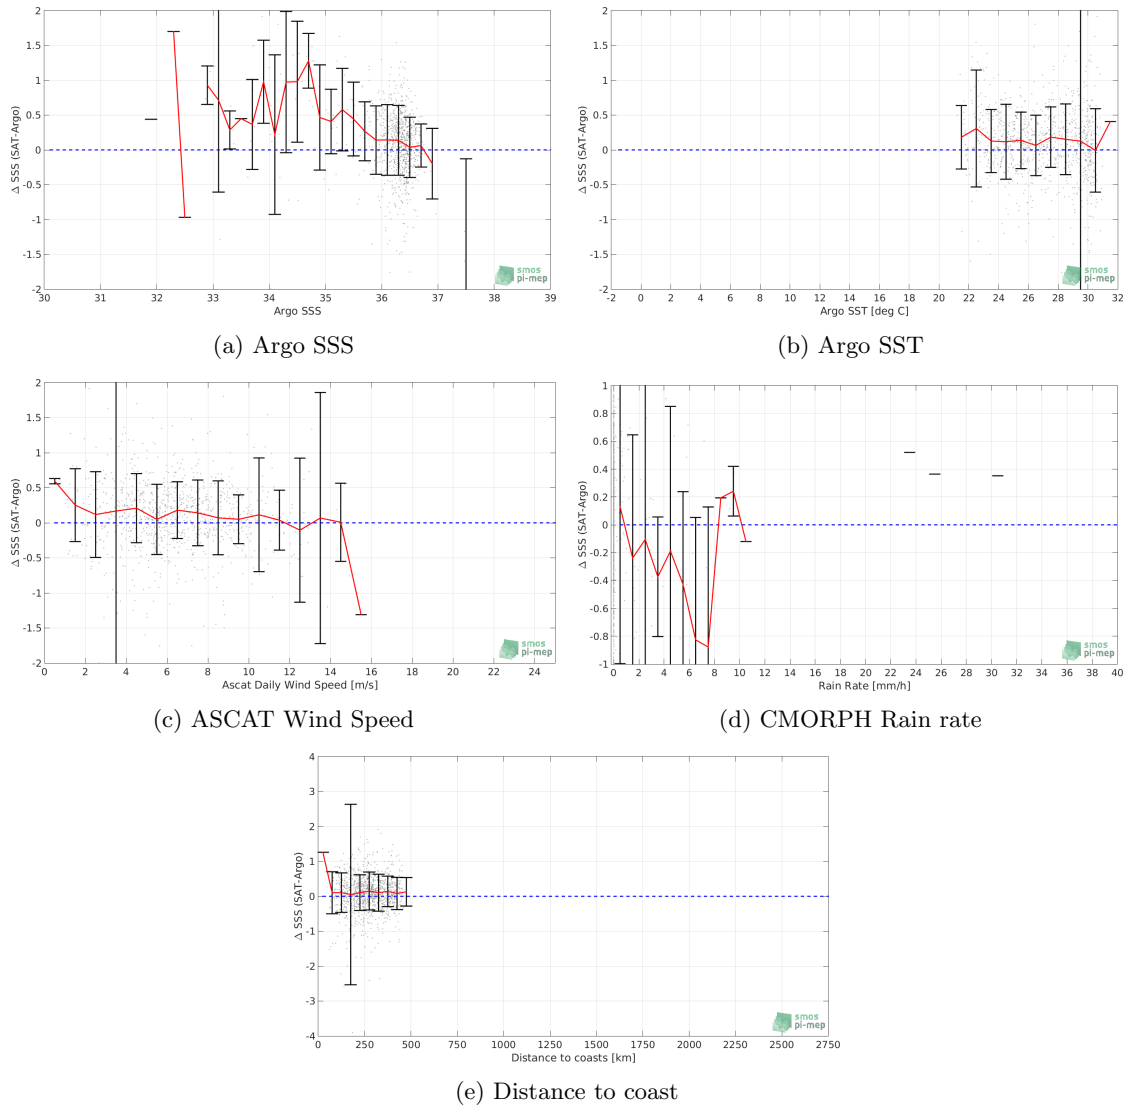 2
1.5
1
0.5
0
-0.5
-1
-1.5
-2
Δ SSS (SAT-Argo)
30 31 32 33 34 35 36 37 38 39
Argo SSS
smos
pi-mep
(a) Argo SSS
2
1.5
1
0.5
0
-0.5
-1
-1.5
-2
Δ SSS (SAT-Argo)
-2 0 2 4 6 8 10 12 14 16 18 20 22 24 26 28 30 32
Argo SST [deg C]
smos
pi-mep
(b) Argo SST
2
1.5
1
0.5
0
-0.5
-1
-1.5
-2
Δ SSS (SAT-Argo)
0 2 4 6 8 10 12 14 16 18 20 22 24
Ascat Daily Wind Speed [m/s]
smos
pi-mep
(c) ASCAT Wind Speed
1
0.8
0.6
0.4
0.2
0
-0.2
-0.4
-0.6
-0.8
-1
Δ SSS (SAT-Argo)
0 2 4 6 8 10 12 14 16 18 20 22 24 26 28 30 32 34 36 38 40
Rain Rate [mm/h]
smos
pi-mep
(d) CMORPH Rain rate
4
3
2
1
0
-1
-2
-3
-4
Δ SSS (SAT-Argo)
0 250 500 750 1000 1250 1500 1750 2000 2250 2500 2750
Distance to coasts [km]
smos
pi-mep
(e) Distance to coast